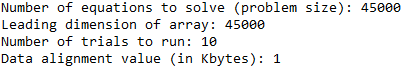 Number of equations to solve (problem size): 45000
Leading dimension of array: 45000
Number of trials to run: 10
Data alignment value (in Kbytes): 1